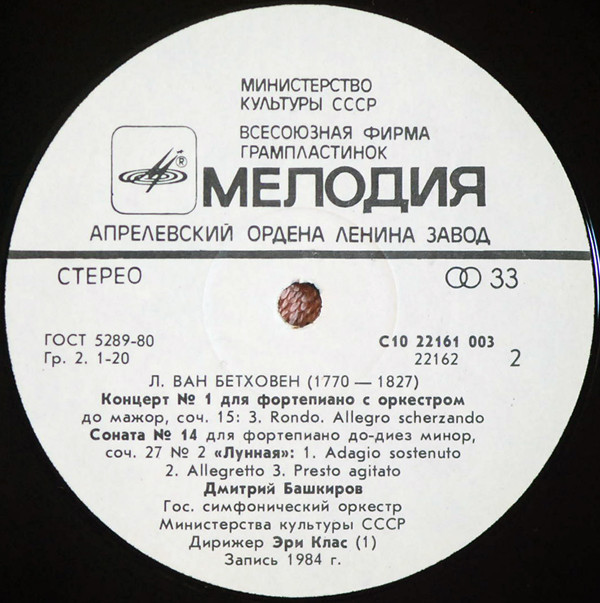 МИНИСТЕРСТВО
КУЛЬТУРЫ СССР
ВСЕСОЮЗНАЯ ФИРМА
ГРАМПЛАСТИНОК
®
МЕЛОДИЯ
АПРЕЛЕВСКИЙ ОРДЕНА ЛЕНИНА ЗАВОД
СТЕРЕО 33
ГОСТ 5289-80 С10 22161 003
Гр. 2. 1-20 22162 2
Л. ВАН БЕТХОВЕН (1770 — 1827)
Концерт № 1 для фортепиано с оркестром
до мажор, соч. 15: 3. Rondo. Allegro scherzando
Соната № 14 для фортепиано до-диез минор,
соч. 27 № 2 «Лунная»: 1. Adagio sostenuto
2. Allegretto 3. Presto agitato
Дмитрий Башкиров
Гос. симфонический оркестр
Министерства культуры СССР
Дирижер Эри Клас (1)
Запись 1984 г.